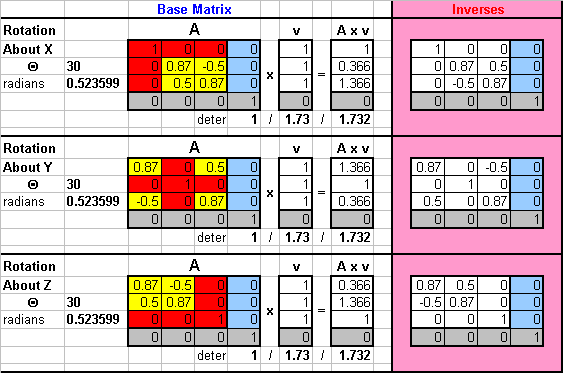 Base Matrix Inverses
Rotation A v A x v
About X 1 0 0 0 1 1 1 0 0 0
Θ 30 0 0.87 -0.5 0 x 1 = 0.366 0 0.87 0.5 0
radians 0.523599 0 0.5 0.87 0 1 1.366 0 -0.5 0.87 0
0 0 0 1 0 0 0 1
deter 1 / 1.73 / 1.732
Rotation A v A x v
About Y 0.87 0 0.5 0 1 1.366 0.87 0 -0.5 0
Θ 30 0 1 0 0 x 1 = 1 0 1 0 0
radians 0.523599 -0.5 0 0.87 0 1 0.366 0.5 0 0.87 0
0 0 0 1 0 0 0 1
deter 1 / 1.73 / 1.732
Rotation A v A x v
About Z 0.87 -0.5 0 0 1 0.366 0.87 0.5 0 0
Θ 30 0.5 0.87 0 0 x 1 = 1.366 -0.5 0.87 0 0
radians 0.523599 0 0 1 0 1 1 0 0 1 0
0 0 0 1 0 0 0 1
deter 1 / 1.73 / 1.732